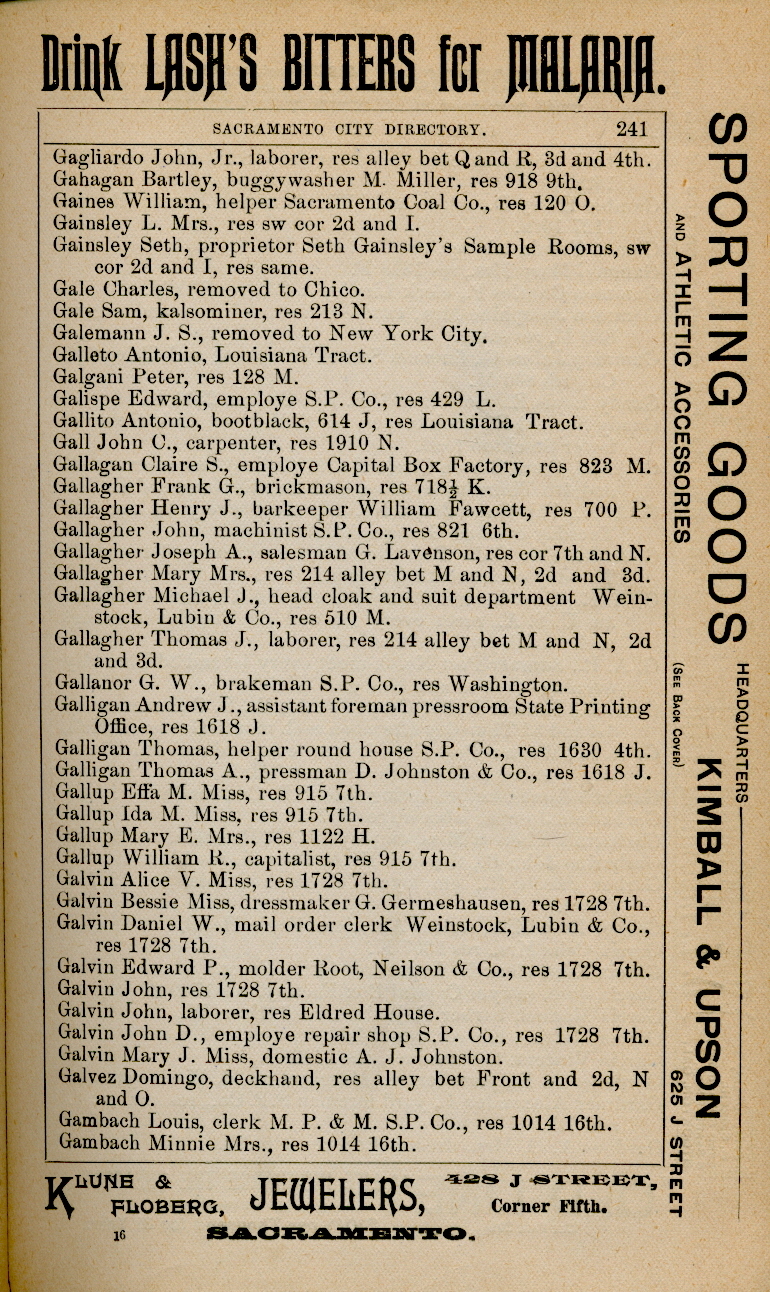 Drink LASH'S BITTERS for MALARIA.
SACRAMENTO CITY DIRECTORY. 241
Gagliardo John, Jr., laborer, res alley bet Q and R, 3d and 4th.
Gahagan Bartley, buggywasher M. Miller, res 918 9th.
Gaines William, helper Sacramento Coal Co., res 120 O.
Gainsley L. Mrs., res sw cor 2d and I.
Gainsley Seth, proprietor Seth Gainsley's Sample Rooms, sw
cor 2d and I, res same.
Gale Charles, removed to Chico.
Gale Sam, kalsominer, res 213 N.
Galemann J. S., removed to New York City.
Galleto Antonio, Louisiana Tract.
Galgani Peter, res 128 M.
Galispe Edward, employe S.P. Co., res 429 L.
Gallito Antonio, bootblack, 614 J, res Louisiana Tract.
Gall John C., carpenter, res 1910 N.
Gallagan Claire S., employe Capital Box Factory, res 823 M.
Gallagher Frank G., brickmason, res 718½ K.
Gallagher Henry J., barkeeper William Fawcett, res 700 P.
Gallagher John, machinist S.P. Co., res 821 6th.
Gallagher Joseph A., salesman G. Lavenson, res cor 7th and N.
Gallagher Mary Mrs., res 214 alley bet M and N, 2d and 3d.
Gallagher Michael J., head cloak and suit department Wein-
stock, Lubin & Co., res 510 M.
Gallagher Thomas J., laborer, res 214 alley bet M and N, 2d
and 3d.
Gallanor G. W., brakeman S.P. Co., res Washington.
Galligan Andrew J., assistant foreman pressroom State Printing
Office, res 1618 J.
Galligan Thomas, helper round house S.P. Co., res 1630 4th.
Galligan Thomas A., pressman D. Johnston & Co., res 1618 J.
Gallup Effa M. Miss, res 915 7th.
Gallup Ida M. Miss, res 915 7th.
Gallup Mary E. Mrs., res 1122 H.
Gallup William R., capitalist, res 915 7th.
Galvin Alice V. Miss, res 1728 7th.
Galvin Bessie Miss, dressmaker G. Germeshausen, res 1728 7th.
Galvin Daniel W., mail order clerk Weinstock, Lubin & Co.,
res 1728 7th.
Galvin Edward P., molder Root, Neilson & Co., res 1728 7th.
Galvin John, res 1728 7th.
Galvin John, laborer, res Eldred House.
Galvin John D., employe repair shop S.P. Co., res 1728 7th.
Galvin Mary J. Miss, domestic A. J. Johnston.
Galvez Domingo, deckhand, res alley bet Front and 2d, N
and O.
Gambach Louis, clerk M. P. & M. S.P. Co., res 1014 16th.
Gambach Minnie Mrs., res 1014 16th.
KLUNE &
FLOBERG,
JEWELERS,
428 J STREET,
Corner Fifth.
16
SACRAMENTO.
SPORTING GOODS
AND ATHLETIC ACCESSORIES
(SEE BACK COVER)
HEADQUARTERS
KIMBALL & UPSON
625 J STREET